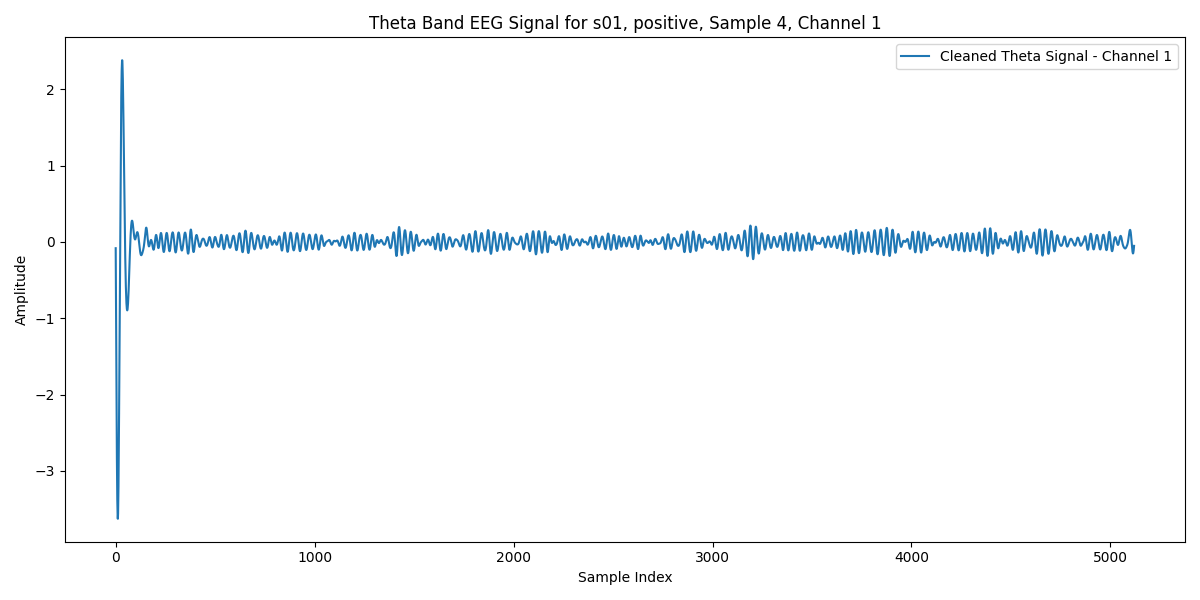 Theta Band EEG Signal for s01, positive, Sample 4, Channel 1
Cleaned Theta Signal - Channel 1
Amplitude
2
1
0
−1
−2
−3
0 1000 2000 3000 4000 5000
Sample Index